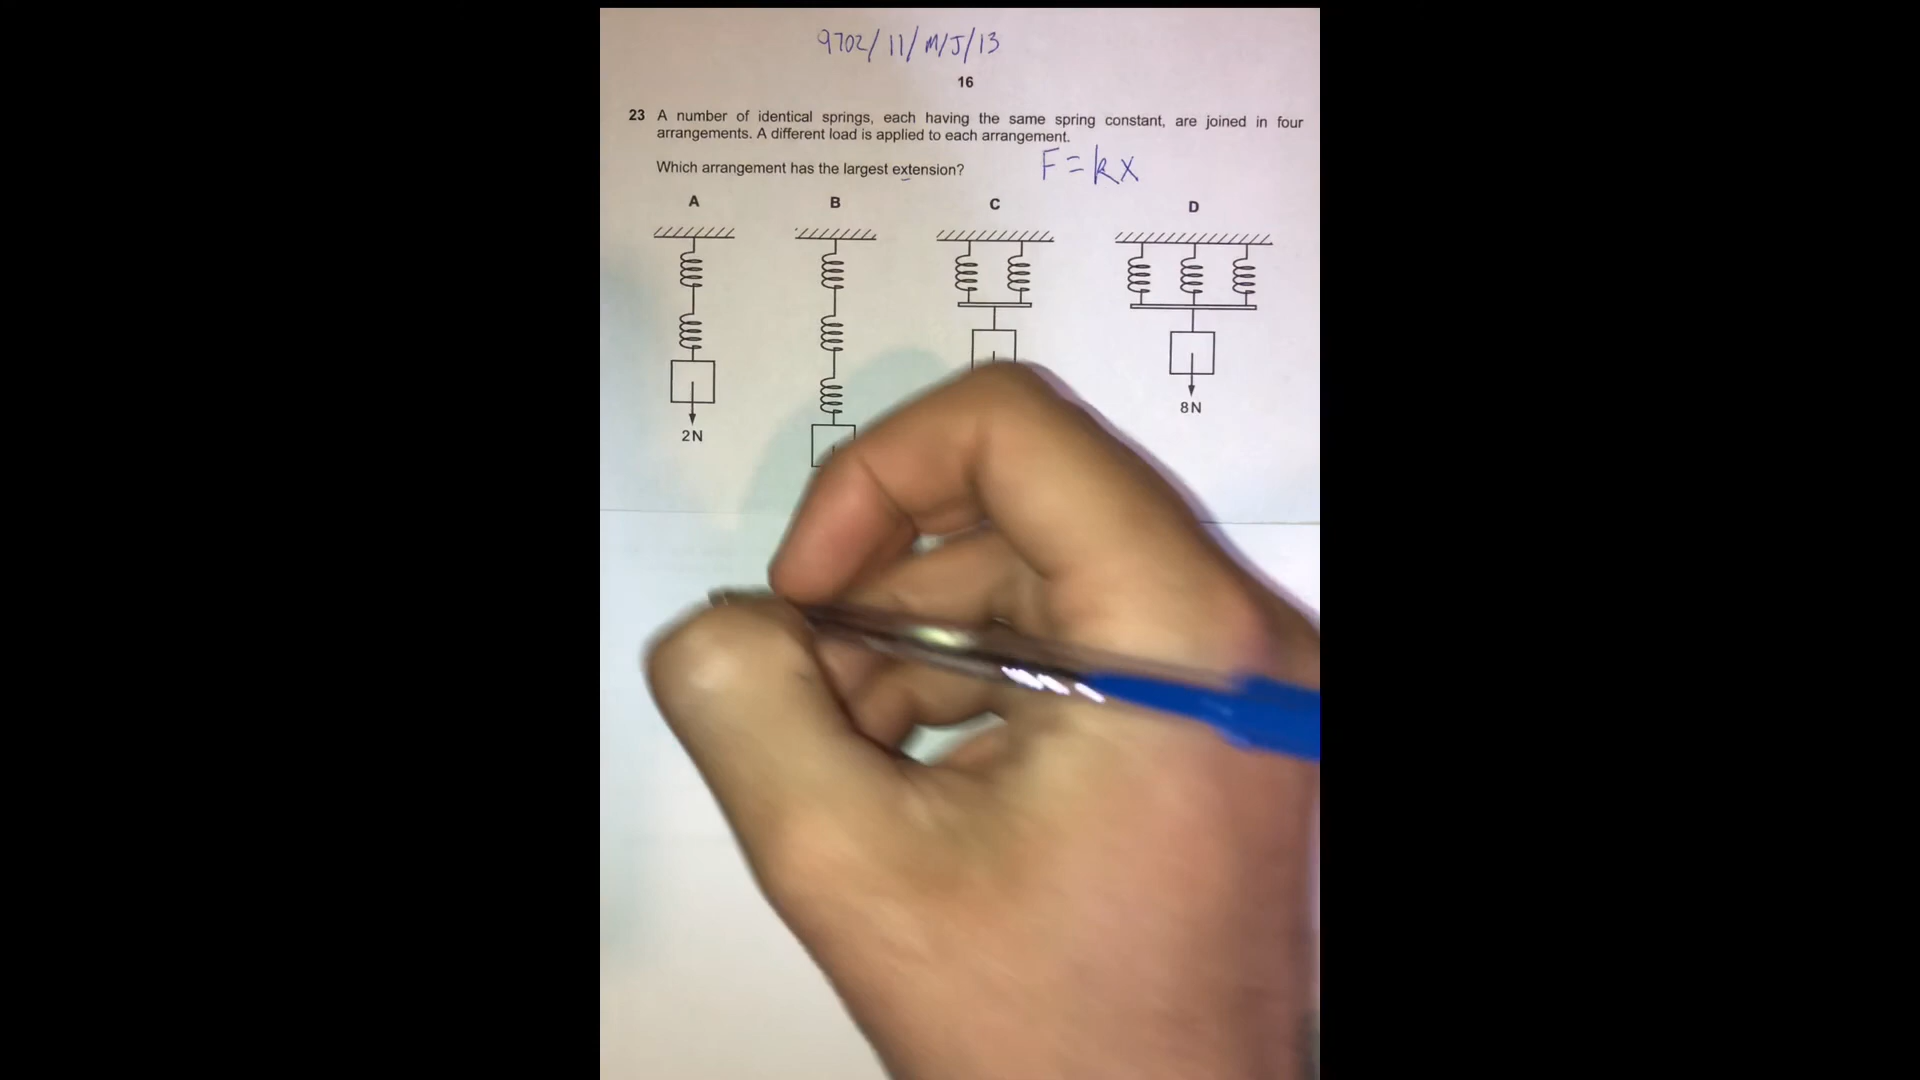 9702/11/M/J/13
16
23 A number of identical springs, each having the same spring constant, are joined in four
arrangements. A different load is applied to each arrangement.
Which arrangement has the largest extension?
F=kx
A B C D
8N
2N